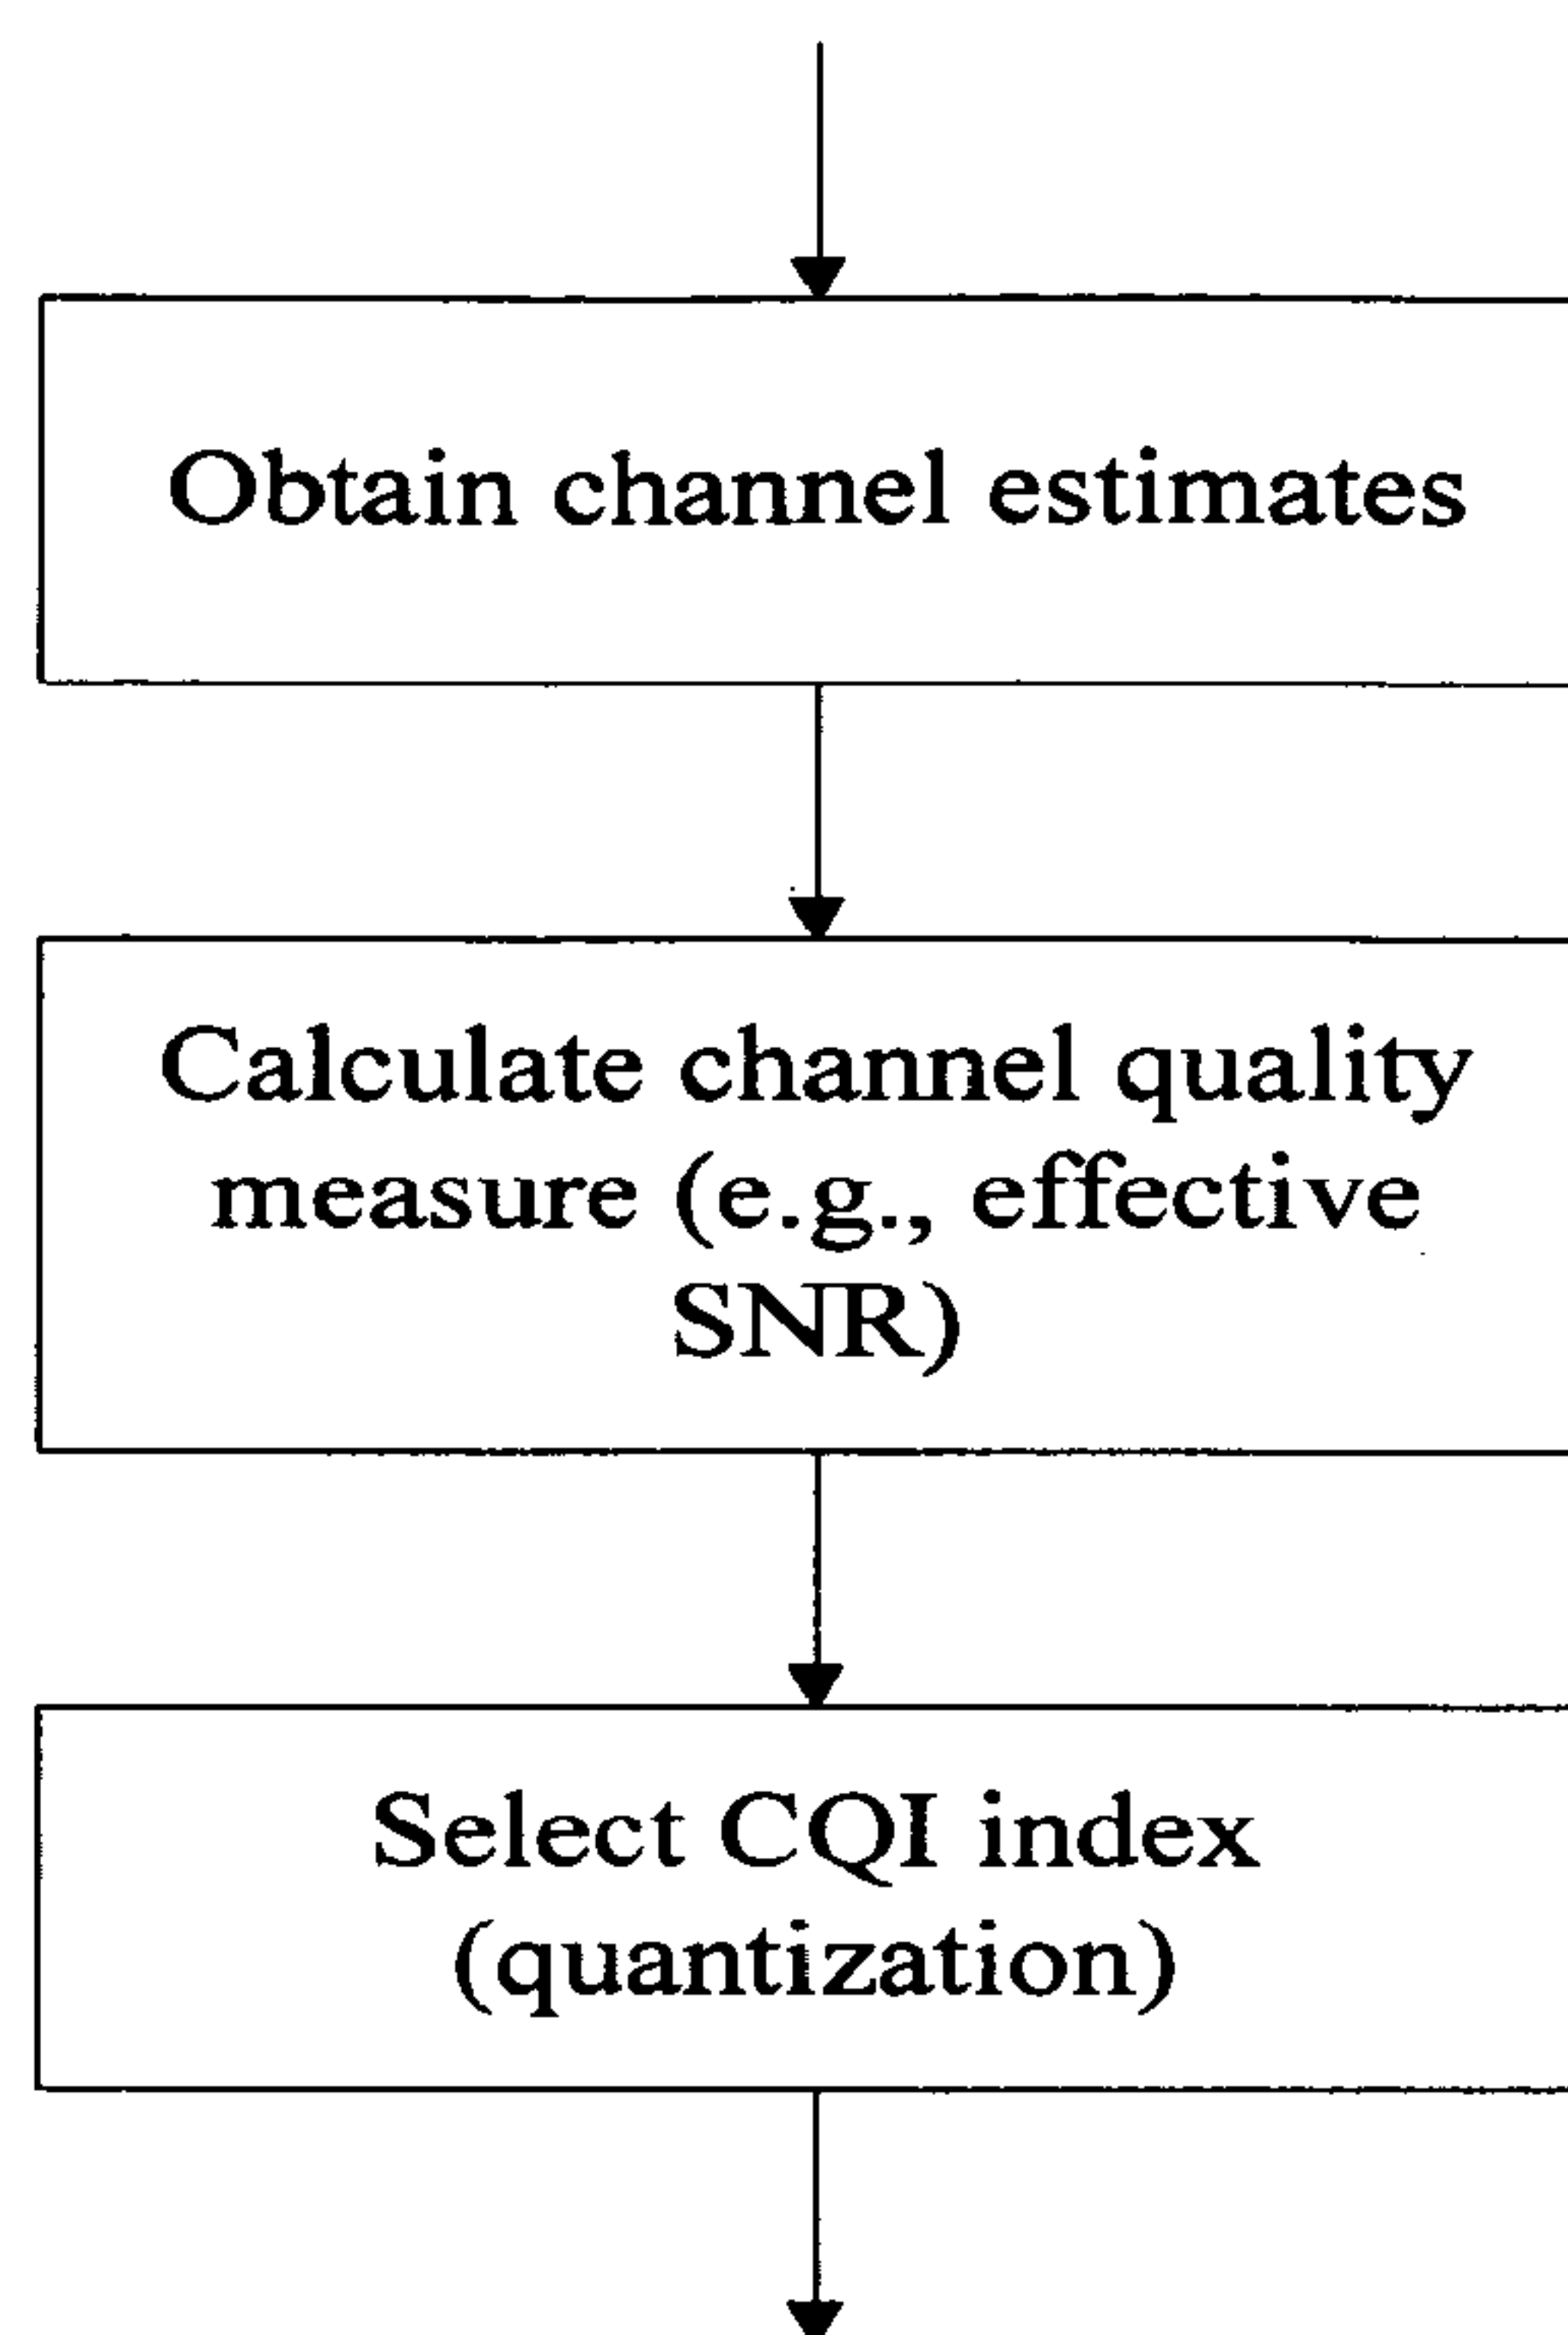 Obtain channel estimates
Calculate channel quality
measure (e.g., effective
SNR)
Select CQI index
(quantization)